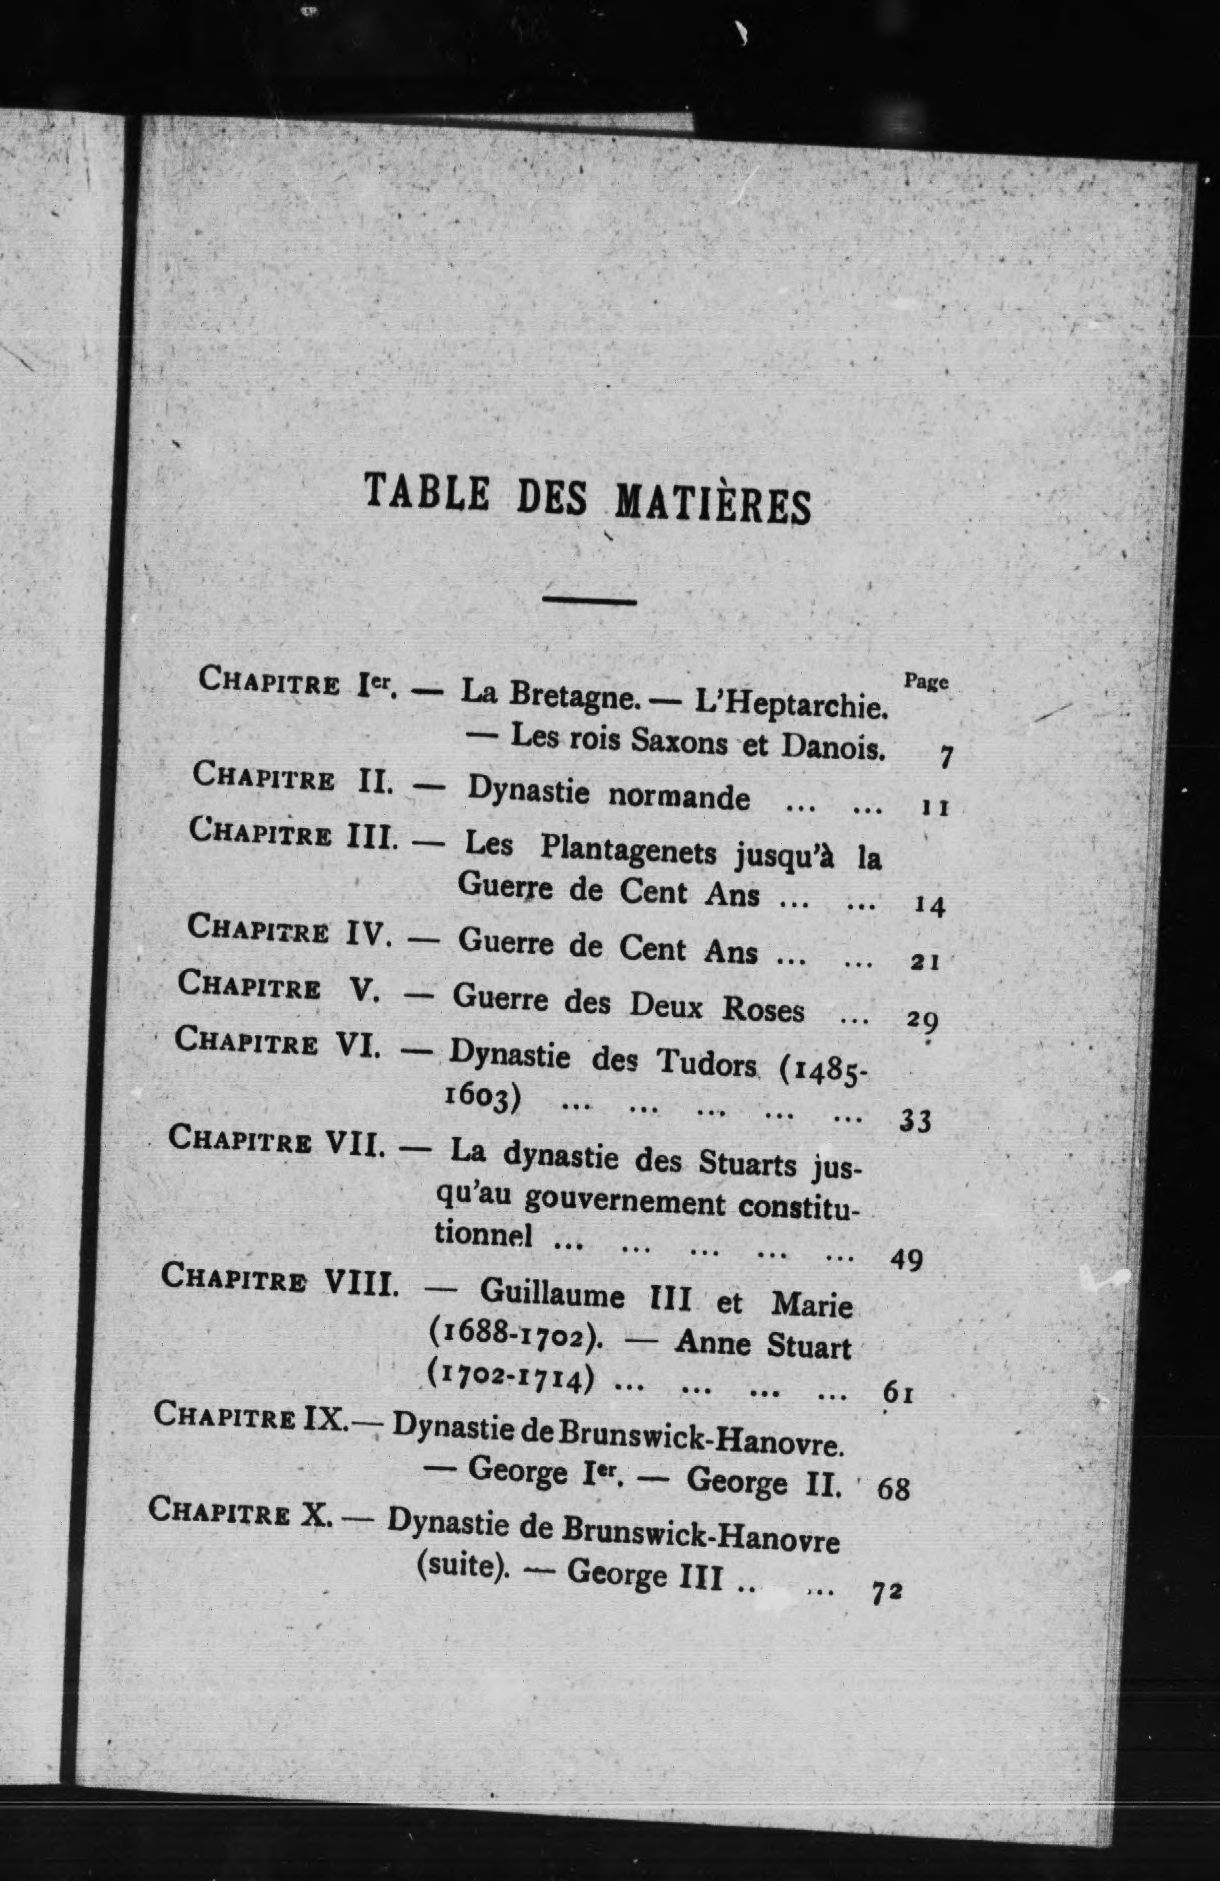 TABLE DES MATIÈRES
Page
CHAPITRE Ier. — La Bretagne. — L'Heptarchie.
— Les rois Saxons et Danois. 7
CHAPITRE II. — Dynastie normande ... ... 11
CHAPITRE III. — Les Plantagenets jusqu'à la
Guerre de Cent Ans ... ... 14
CHAPITRE IV. — Guerre de Cent Ans ... ... 21
CHAPITRE V. — Guerre des Deux Roses ... 29
CHAPITRE VI. — Dynastie des Tudors (1485-
1603) ... ... ... ... ... 33
CHAPITRE VII. — La dynastie des Stuarts jus-
qu'au gouvernement constitu-
tionnel ... ... ... ... ... 49
CHAPITRE VIII. — Guillaume III et Marie
(1688-1702). — Anne Stuart
(1702-1714) ... ... ... ... 61
CHAPITRE IX. — Dynastie de Brunswick-Hanovre.
— George Ier. — George II. 68
CHAPITRE X. — Dynastie de Brunswick-Hanovre
(suite). — George III .. ... 72